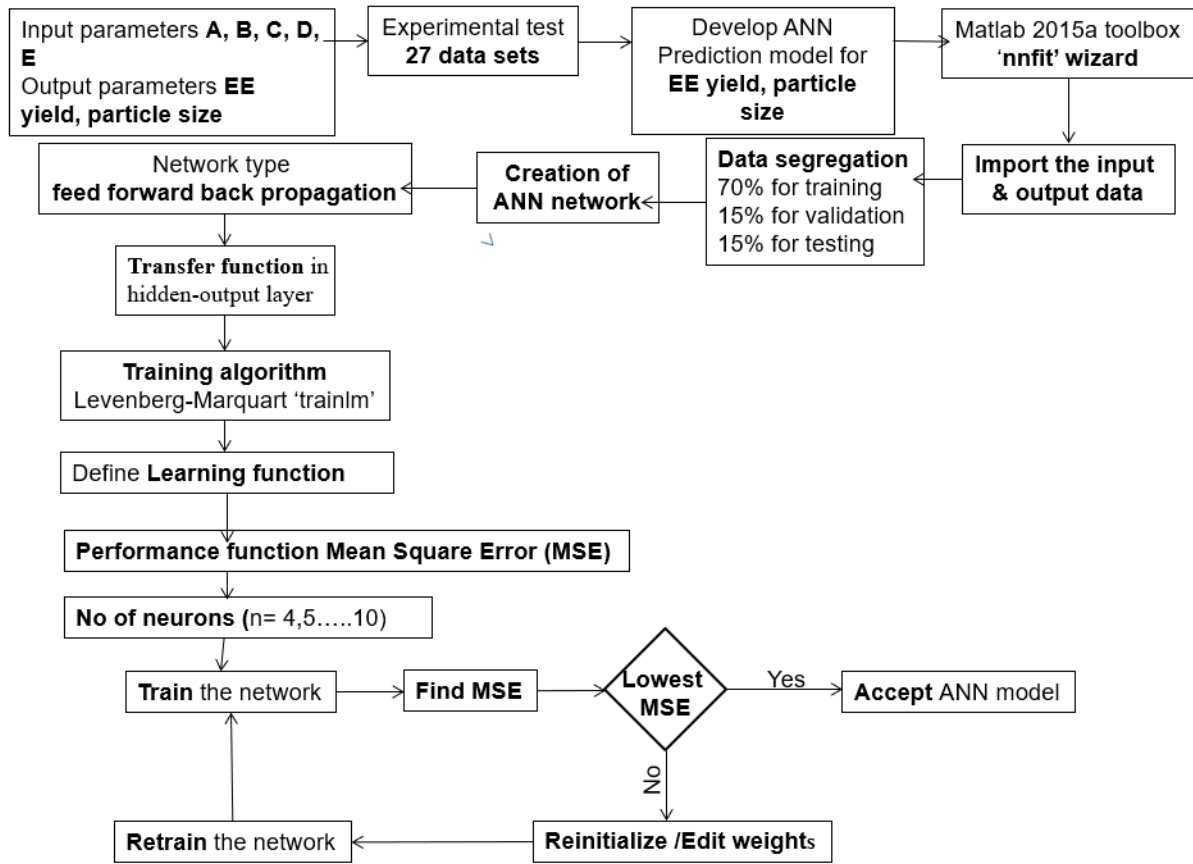 Input parameters A, B, C, D,
E
Output parameters EE
yield, particle size
Experimental test
27 data sets
Develop ANN
Prediction model for
EE yield, particle
size
Matlab 2015a toolbox
‘nnfit’ wizard
Import the input
& output data
Data segregation
70% for training
15% for validation
15% for testing
Creation of
ANN network
Network type
feed forward back propagation
Transfer function in
hidden-output layer
Training algorithm
Levenberg-Marquart ‘trainlm’
Define Learning function
Performance function Mean Square Error (MSE)
No of neurons (n= 4,5…..10)
Train the network
Find MSE
Lowest
MSE
Yes
Accept ANN model
No
Reinitialize /Edit weights
Retrain the network